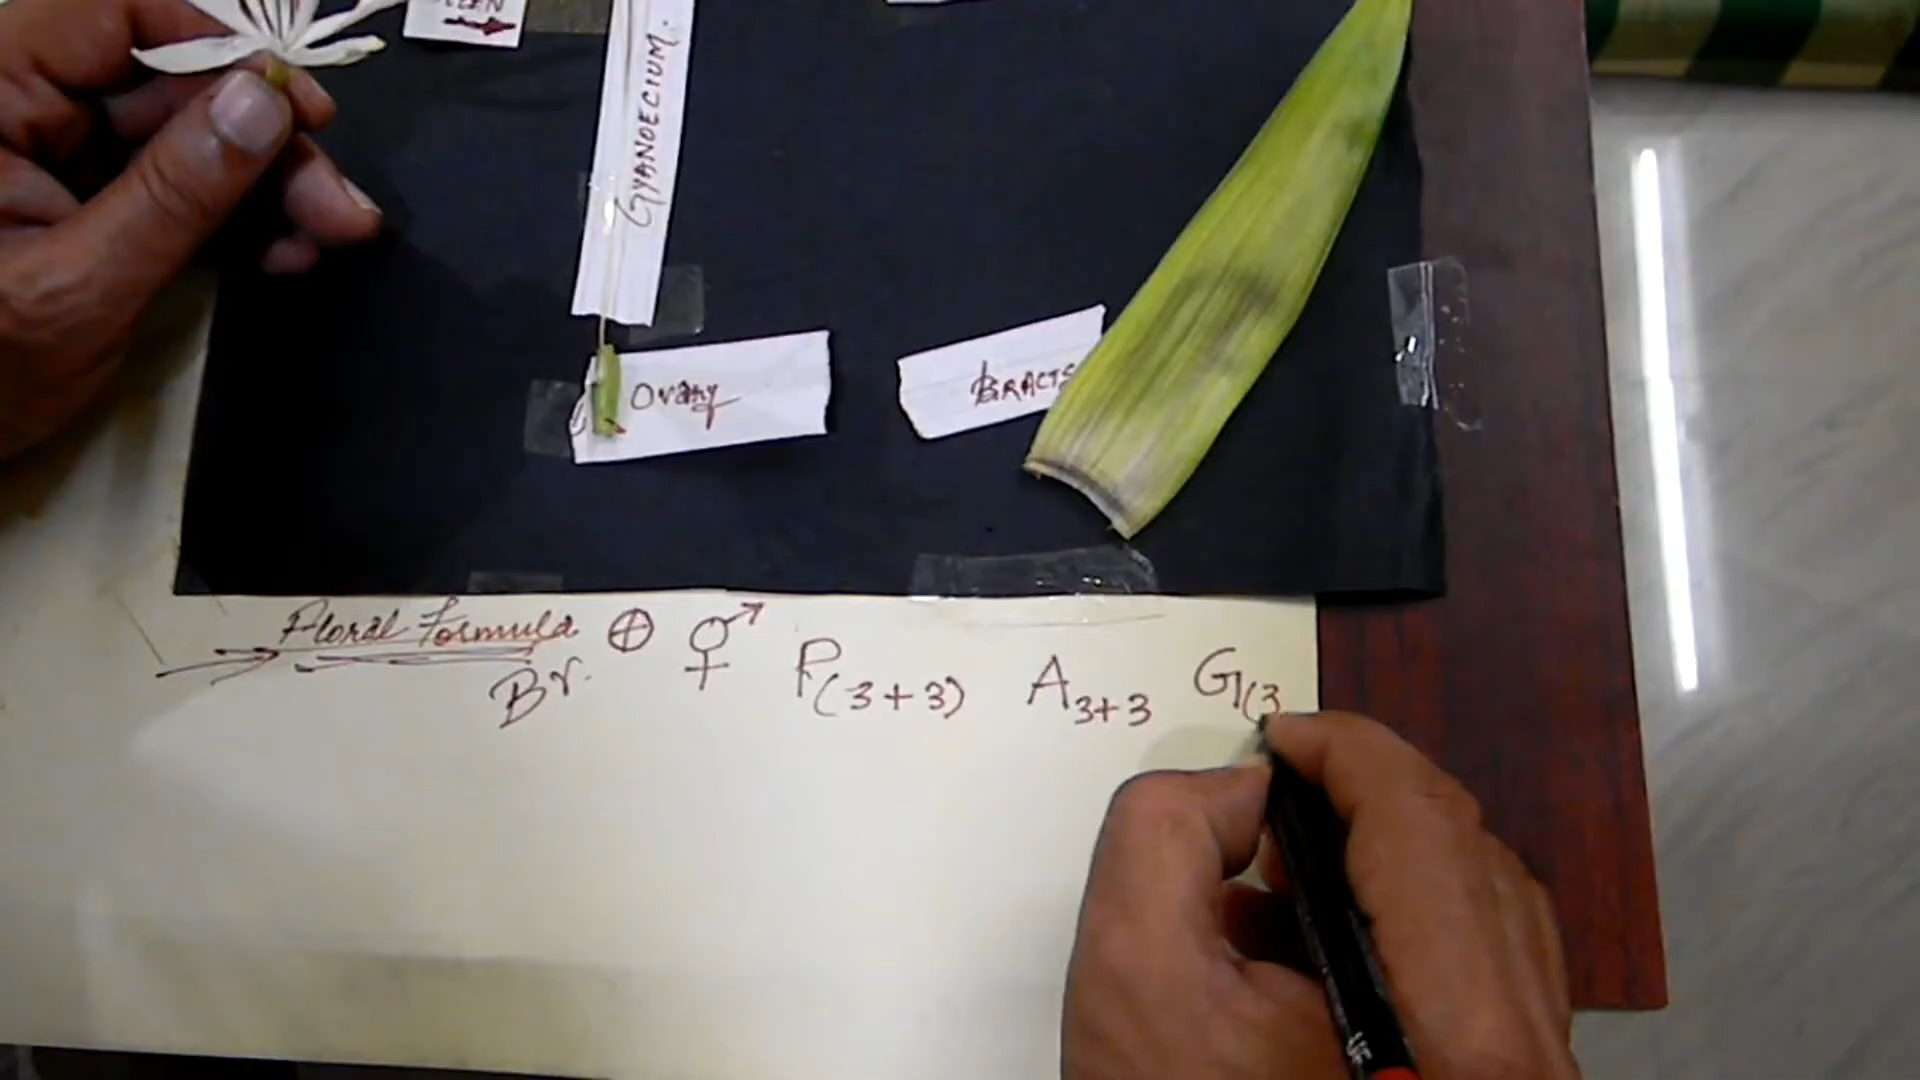 GYANOECIUM.
Ovary
BRACTS
Floral Formula ⊕ ⚥ P(3+3) A3+3 G(3
Br.